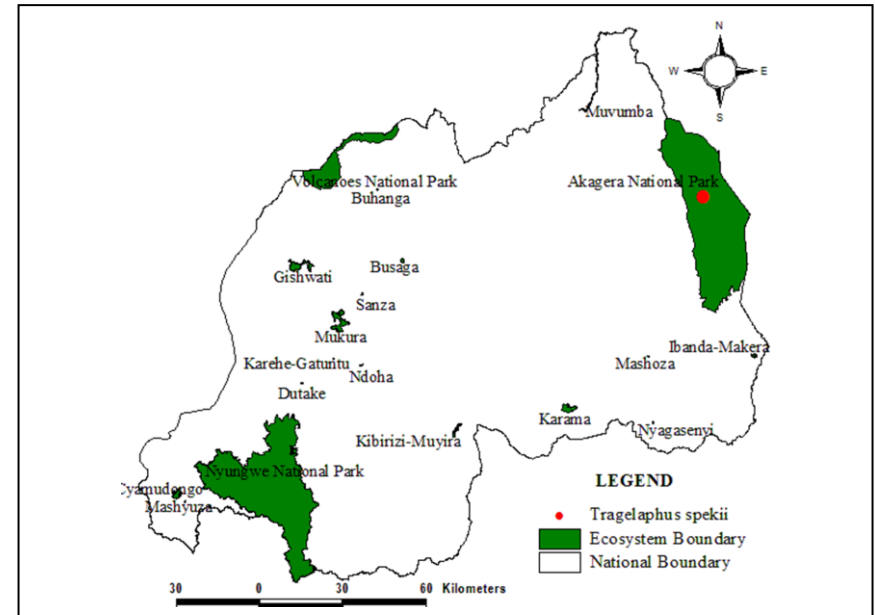 N
W E
S
Muvumba
Volcanoes National Park
Akagera National Park
Buhanga
Gishwati
Busaga
Sanza
Mukura
Ibanda-Makera
Karehe-Gaturitu
Mashoza
Ndoha
Dutake
Karama
Nyagasenyi
Kibirizi-Muyira
Nyungwe National Park
Cyamudongo
Mashyuza
LEGEND
Tragelaphus spekii
Ecosystem Boundary
National Boundary
30 0 30 60 Kilometers